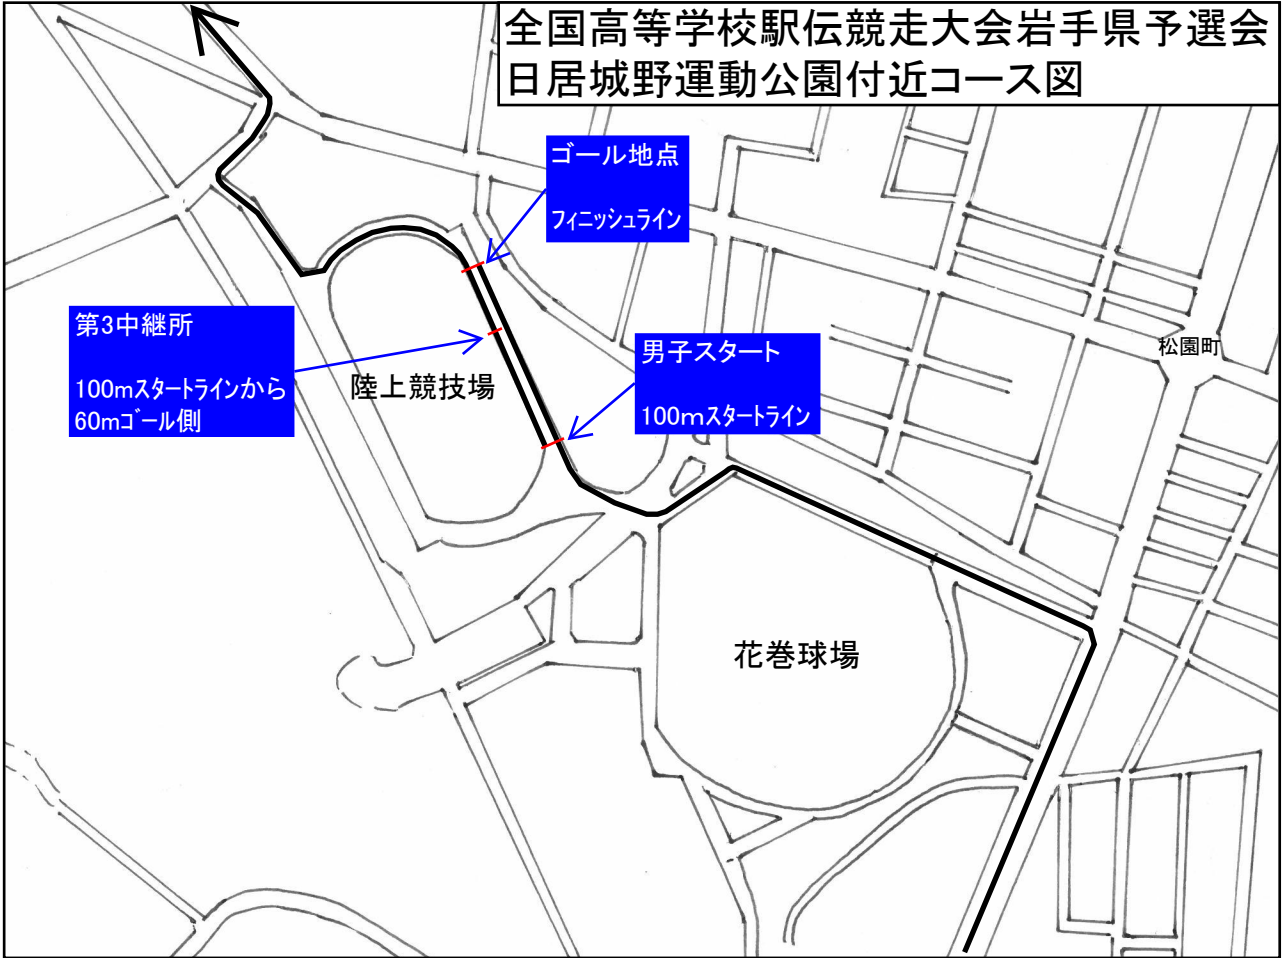 全国高等学校駅伝競走大会岩手県予選会
日居城野運動公園付近コース図
ゴール地点
フィニッシュライン
第3中継所
100mスタートラインから
60mゴール側
男子スタート
100mスタートライン
松園町
陸上競技場
花巻球場